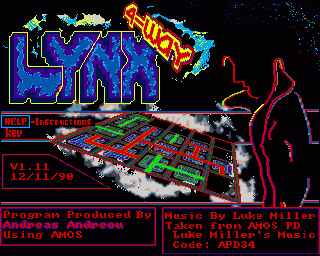 4-WAY
LYNX
HELP -Instructions
KEY
V1.11
12/11/90
Program Produced By
Andreas Andreou
Using AMOS
Music By Luke Miller
Taken from AMOS PD
Luke Miller's Music
Code: APD34